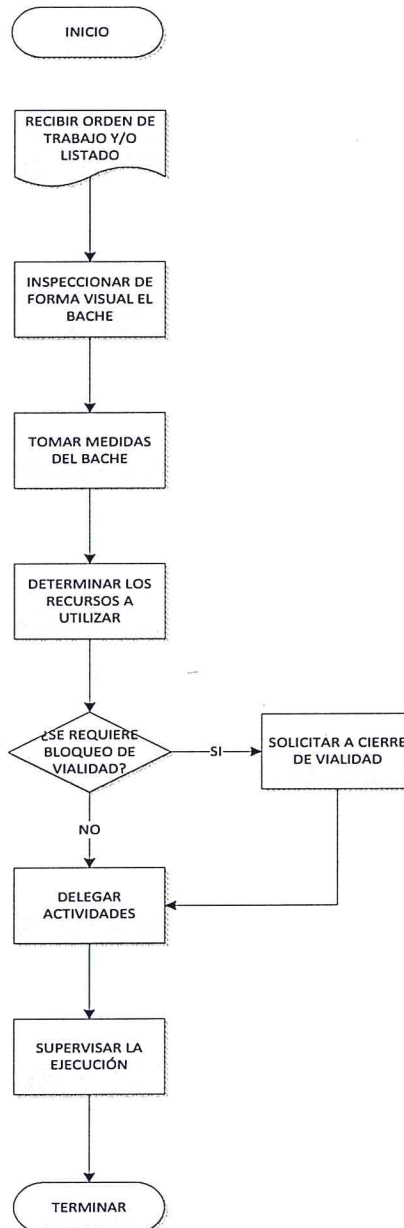 INICIO
RECIBIR ORDEN DE
TRABAJO Y/O
LISTADO
INSPECCIONAR DE
FORMA VISUAL EL
BACHE
TOMAR MEDIDAS
DEL BACHE
DETERMINAR LOS
RECURSOS A
UTILIZAR
¿SE REQUIERE
BLOQUEO DE
VIALIDAD?
SI
SOLICITAR A CIERRE
DE VIALIDAD
NO
DELEGAR
ACTIVIDADES
SUPERVISAR LA
EJECUCIÓN
TERMINAR